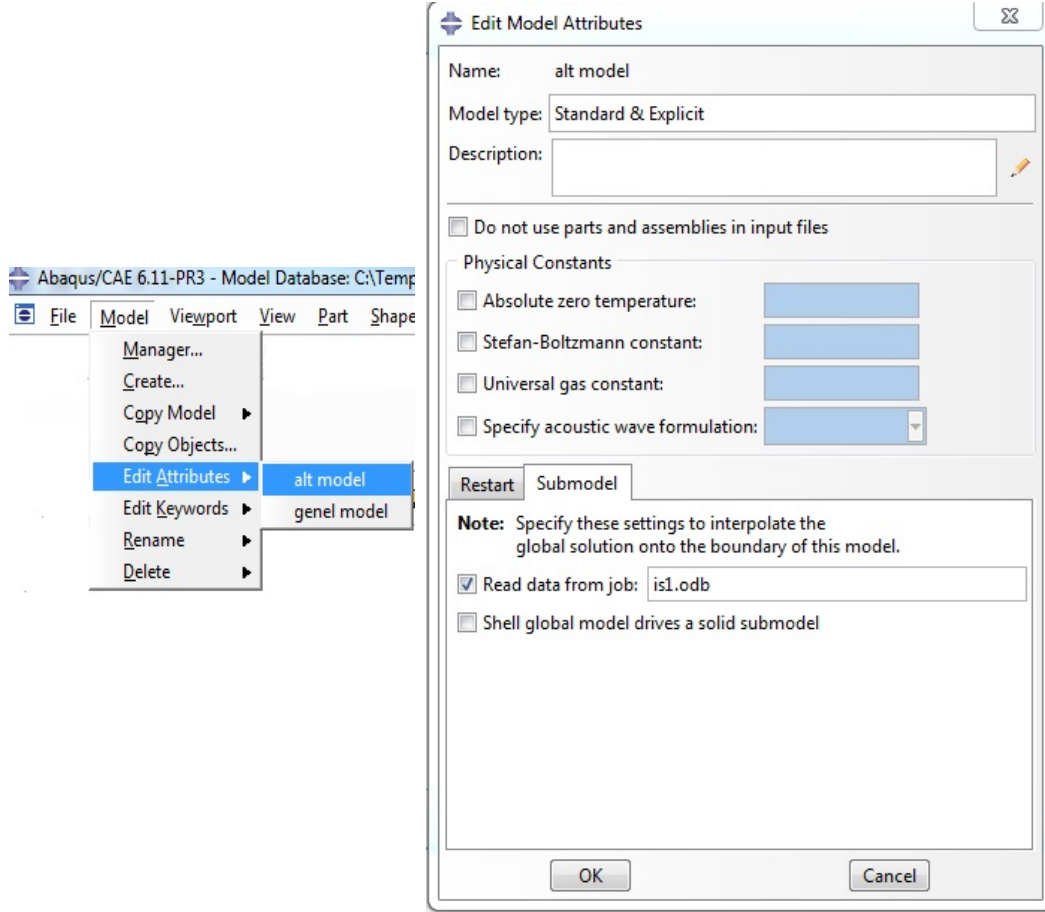 Abaqus/CAE 6.11-PR3 - Model Database: C:\Temp
File Model Viewport View Part Shape
Manager...
Create...
Copy Model
Copy Objects...
Edit Attributes
alt model
Edit Keywords
genel model
Rename
Delete
Edit Model Attributes
Name: alt model
Model type: Standard & Explicit
Description:
Do not use parts and assemblies in input files
Physical Constants
Absolute zero temperature:
Stefan-Boltzmann constant:
Universal gas constant:
Specify acoustic wave formulation:
Restart Submodel
Note: Specify these settings to interpolate the
global solution onto the boundary of this model.
Read data from job: is1.odb
Shell global model drives a solid submodel
OK Cancel